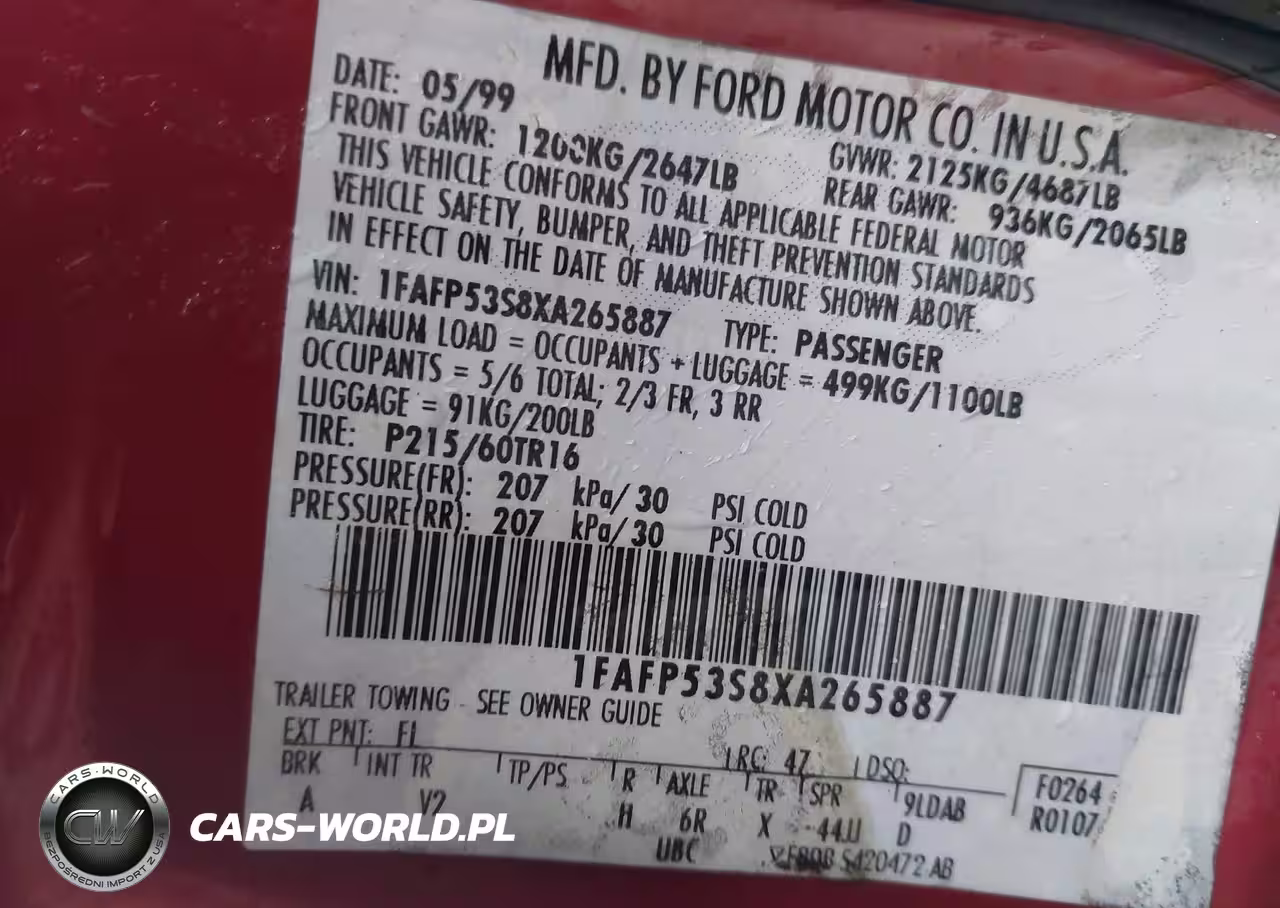 MFD. BY FORD MOTOR CO. IN U.S.A.
DATE: 05/99 GVWR: 2125KG/4687LB
FRONT GAWR: 1200KG/2647LB REAR GAWR: 936KG/2065LB
THIS VEHICLE CONFORMS TO ALL APPLICABLE FEDERAL MOTOR
VEHICLE SAFETY, BUMPER, AND THEFT PREVENTION STANDARDS
IN EFFECT ON THE DATE OF MANUFACTURE SHOWN ABOVE.
VIN: 1FAFP53S8XA265887 TYPE: PASSENGER
MAXIMUM LOAD = OCCUPANTS + LUGGAGE = 499KG/1100LB
OCCUPANTS = 5/6 TOTAL; 2/3 FR, 3 RR
LUGGAGE = 91KG/200LB
TIRE: P215/60TR16
PRESSURE(FR): 207 kPa/ 30 PSI COLD
PRESSURE(RR): 207 kPa/ 30 PSI COLD
1FAFP53S8XA265887
TRAILER TOWING - SEE OWNER GUIDE
EXT PNT: FL RC: 47 DSO:
BRK INT TR TP/PS R AXLE TR SPR 9LDAB
A V2 H 6R X 44JJ D
UBC S420472 AB
F0264
R0107
CARS-WORLD
CW
BEZPOŚREDNI IMPORT Z USA
CARS-WORLD.PL